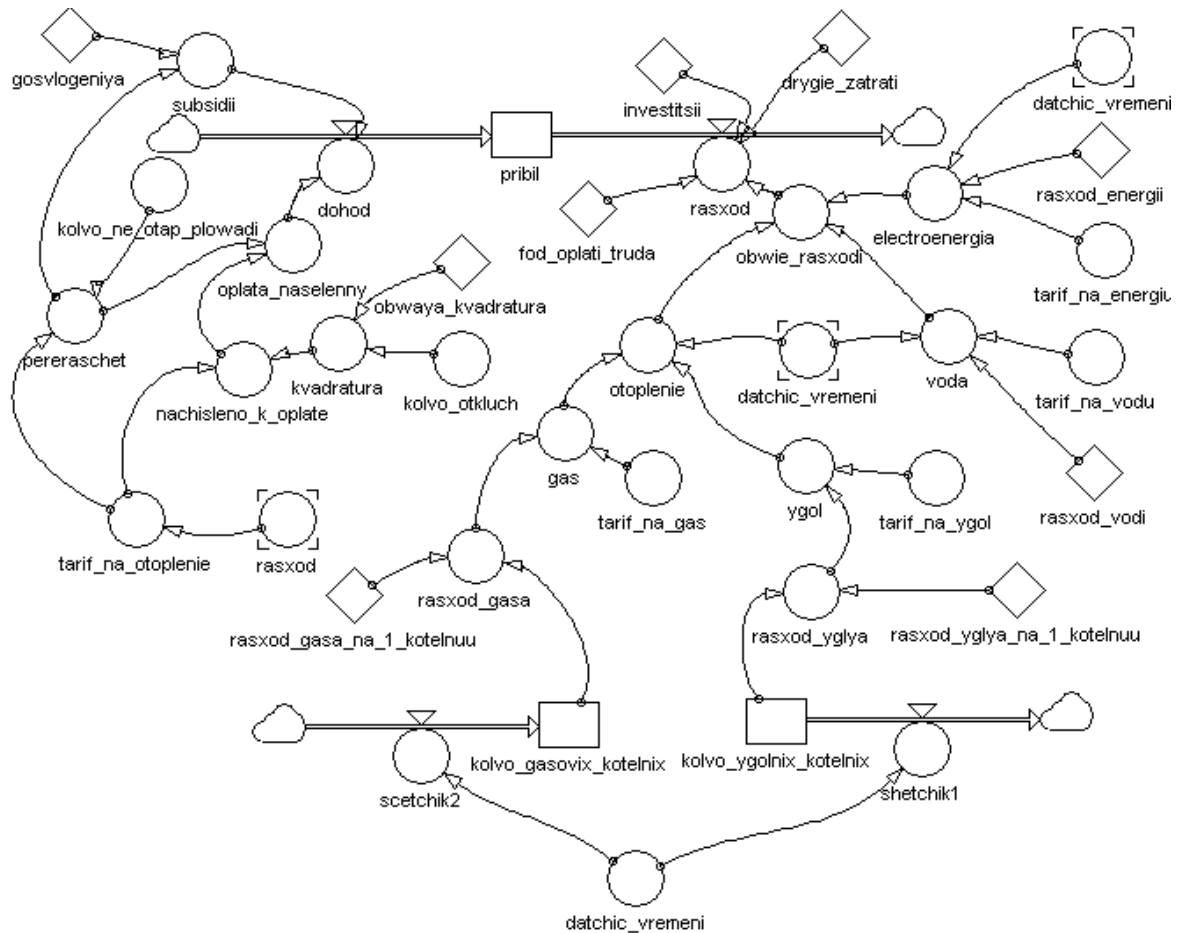 gosvlogeniya
subsidii
investitsii
drygie_zatrati
datchic_vremeni
pribil
rasxod_energii
kolvo_ne_otap_plowadi
dohod
rasxod
electroenergia
fod_oplati_truda
obwie_rasxodi
oplata_naselenny
obwaya_kvadratura
tarif_na_energiu
pereraschet
kvadratura
kolvo_otkluch
nachisleno_k_oplate
otoplenie
datchic_vremeni
voda
tarif_na_vodu
gas
tarif_na_gas
ygol
tarif_na_ygol
rasxod_vodi
tarif_na_otoplenie
rasxod
rasxod_gasa
rasxod_gasa_na_1_kotelnuu
rasxod_yglya
rasxod_yglya_na_1_kotelnuu
kolvo_gasovix_kotelnix
kolvo_ygolnix_kotelnix
scetchik2
shetchik1
datchic_vremeni